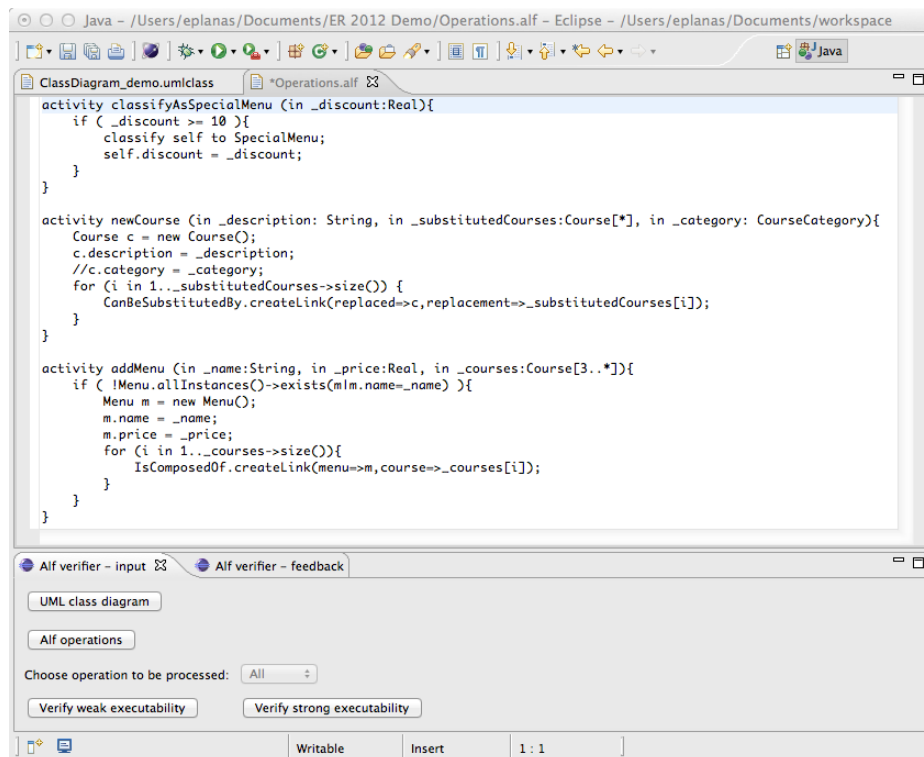 Java – /Users/eplanas/Documents/ER 2012 Demo/Operations.alf – Eclipse – /Users/eplanas/Documents/workspace
Java
ClassDiagram_demo.umlclass *Operations.alf
activity classifyAsSpecialMenu (in _discount:Real){
if ( _discount >= 10 ){
classify self to SpecialMenu;
self.discount = _discount;
}
}
activity newCourse (in _description: String, in _substitutedCourses:Course[*], in _category: CourseCategory){
Course c = new Course();
c.description = _description;
//c.category = _category;
for (i in 1.._substitutedCourses->size()) {
CanBeSubstitutedBy.createLink(replaced=>c,replacement=>_substitutedCourses[i]);
}
}
activity addMenu (in _name:String, in _price:Real, in _courses:Course[3..*]){
if ( !Menu.allInstances()->exists(m|m.name=_name) ){
Menu m = new Menu();
m.name = _name;
m.price = _price;
for (i in 1.._courses->size()){
IsComposedOf.createLink(menu=>m,course=>_courses[i]);
}
}
}
Alf verifier – input Alf verifier – feedback
UML class diagram
Alf operations
Choose operation to be processed: All
Verify weak executability Verify strong executability
Writable Insert 1 : 1